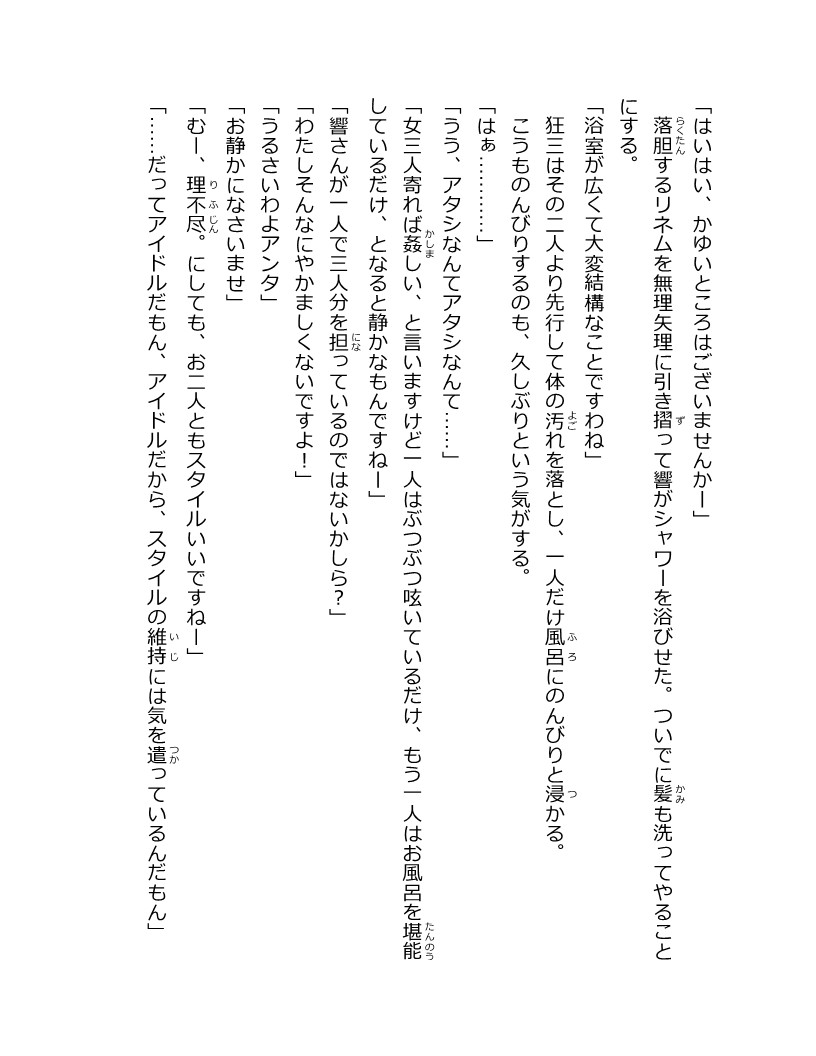 「はいはい、かゆいところはございませんかー」
　落胆するリネムを無理矢理に引き摺って響がシャワーを浴びせた。ついでに髪も洗ってやること
にする。
「浴室が広くて大変結構なことですわね」
　狂三はその二人より先行して体の汚れを落とし、一人だけ風呂にのんびりと浸かる。
　こうものんびりするのも、久しぶりという気がする。
「はぁ…………」
「うう、アタシなんてアタシなんて……」
「女三人寄れば姦しい、と言いますけど一人はぶつぶつ呟いているだけ、もう一人はお風呂を堪能
しているだけ、となると静かなもんですねー」
「響さんが一人で三人分を担っているのではないかしら？」
「わたしそんなにやかましくないですよ！」
「うるさいわよアンタ」
「お静かになさいませ」
「むー、理不尽。にしても、お二人ともスタイルいいですねー」
「……だってアイドルだもん、アイドルだから、スタイルの維持には気を遣っているんだもん」